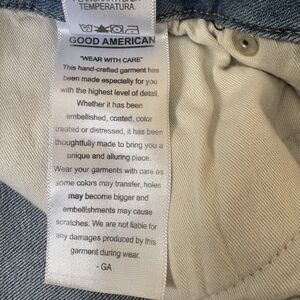 TEMPERATURA.
GOOD AMERICAN
"WEAR WITH CARE"
This hand-crafted garment has
been made especially for you
with the highest level of detail.
Whether it has been
embellished, coated, color
treated or distressed, it has been
thoughtfully made to bring you a
unique and alluring piece.
Wear your garments with care as
some colors may transfer, holes
may become bigger and
embellishments may cause
scratches. We are not liable for
any damages produced by this
garment during wear.
- GA